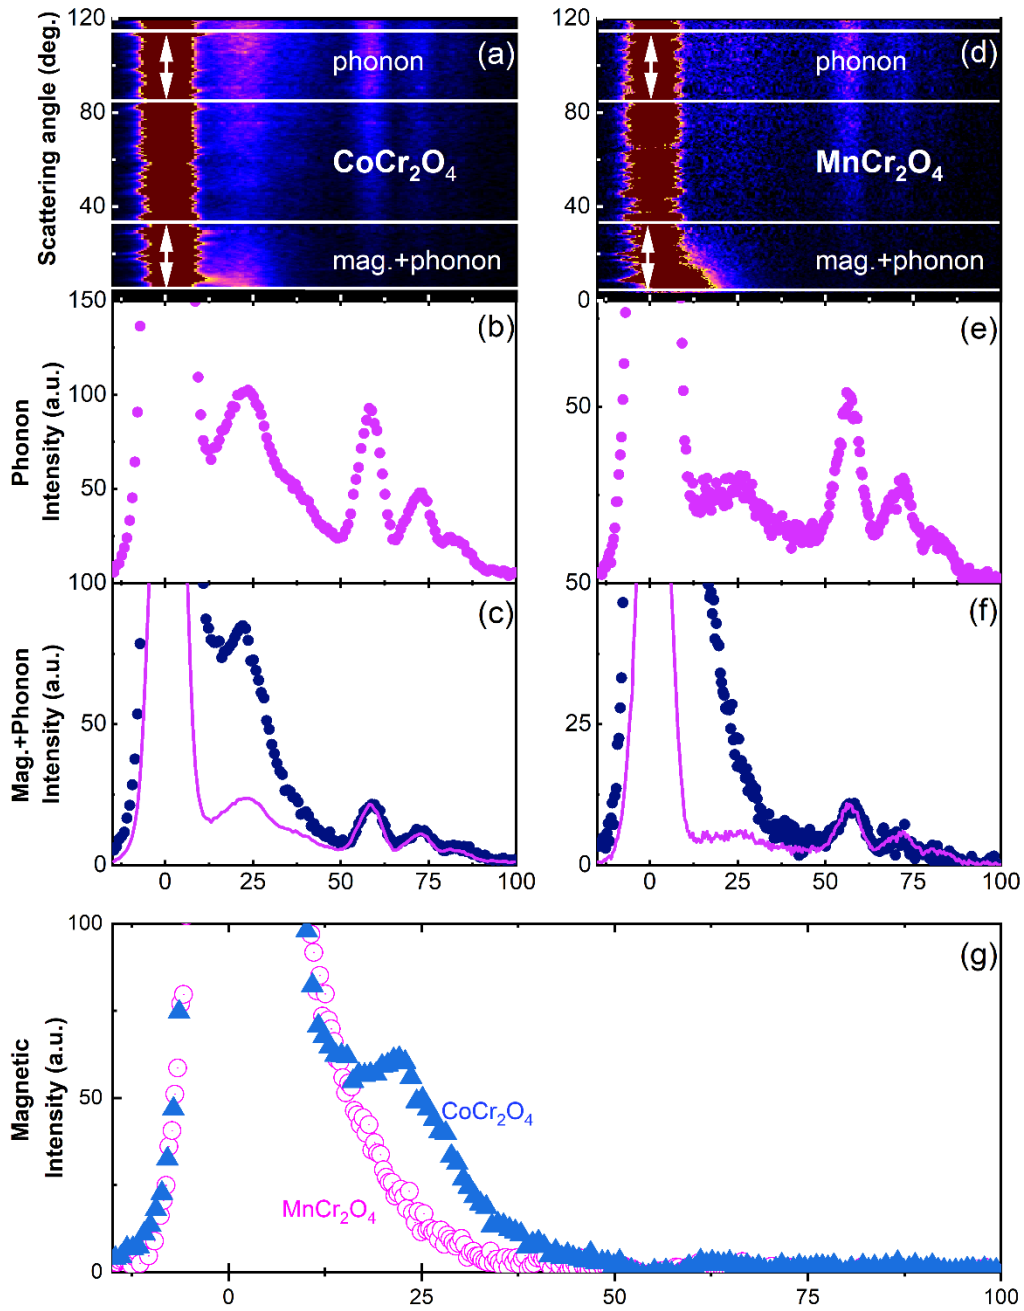 Scattering angle (deg.)
120
80
40
(a)
phonon
CoCr₂O₄
mag.+phonon
120
80
40
0
(d)
phonon
MnCr₂O₄
mag.+phonon
Phonon
Intensity (a.u.)
150
100
50
(b)
50
(e)
Mag.+Phonon
Intensity (a.u.)
100
50
0
(c)
0 25 50 75 100
50
25
0
(f)
0 25 50 75 100
Magnetic
Intensity (a.u.)
100
50
0
(g)
CoCr₂O₄
MnCr₂O₄
0 25 50 75 100